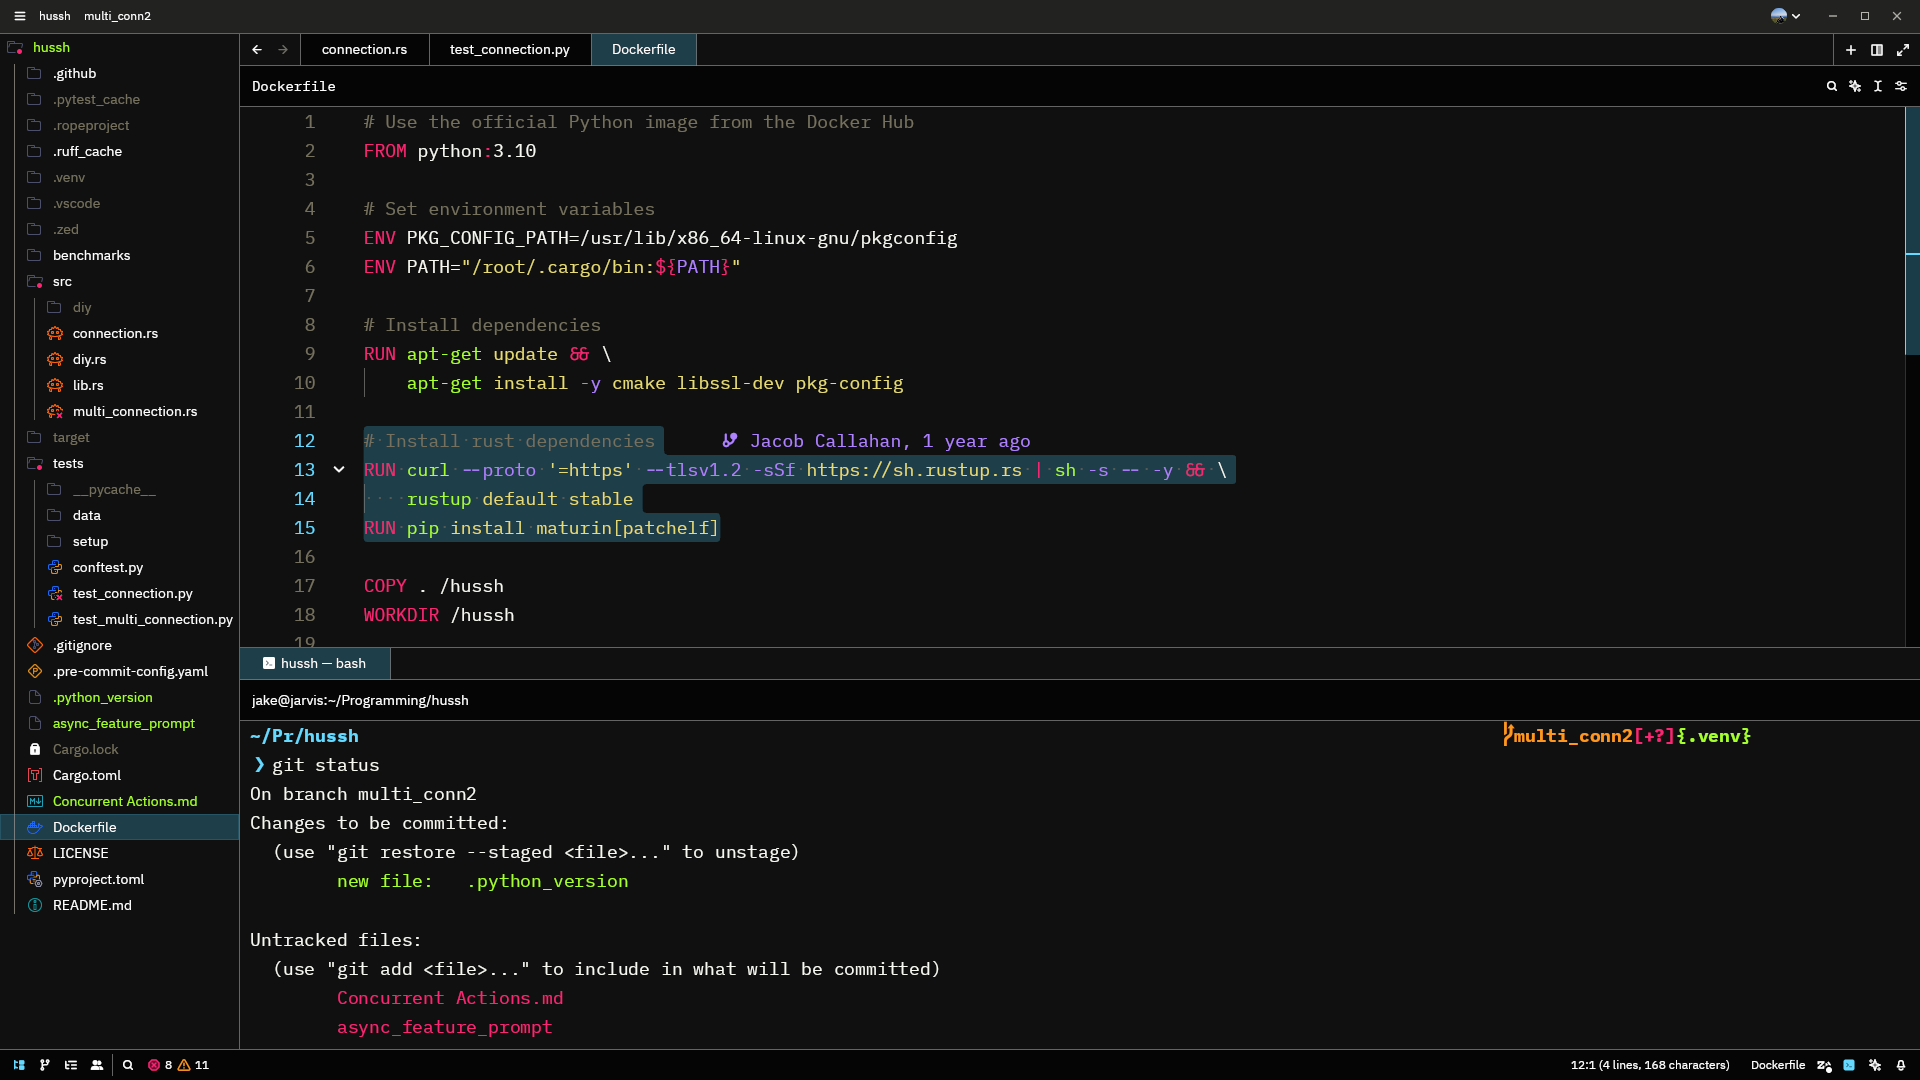 hussh multi_conn2
hussh
.github
.pytest_cache
.ropeproject
.ruff_cache
.venv
.vscode
.zed
benchmarks
src
diy
connection.rs
diy.rs
lib.rs
multi_connection.rs
target
tests
__pycache__
data
setup
conftest.py
test_connection.py
test_multi_connection.py
.gitignore
.pre-commit-config.yaml
.python_version
async_feature_prompt
Cargo.lock
Cargo.toml
Concurrent Actions.md
Dockerfile
LICENSE
pyproject.toml
README.md
connection.rs test_connection.py Dockerfile
Dockerfile
1 # Use the official Python image from the Docker Hub
2 FROM python:3.10
3
4 # Set environment variables
5 ENV PKG_CONFIG_PATH=/usr/lib/x86_64-linux-gnu/pkgconfig
6 ENV PATH="/root/.cargo/bin:${PATH}"
7
8 # Install dependencies
9 RUN apt-get update && \
10 apt-get install -y cmake libssl-dev pkg-config
11
12 # Install rust dependencies Jacob Callahan, 1 year ago
13 RUN curl --proto '=https' --tlsv1.2 -sSf https://sh.rustup.rs | sh -s -- -y && \
14 rustup default stable
15 RUN pip install maturin[patchelf]
16
17 COPY . /hussh
18 WORKDIR /hussh
19
hussh — bash
jake@jarvis:~/Programming/hussh
~/Pr/hussh multi_conn2[+?]{.venv}
❯ git status
On branch multi_conn2
Changes to be committed:
(use "git restore --staged <file>..." to unstage)
new file: .python_version
Untracked files:
(use "git add <file>..." to include in what will be committed)
Concurrent Actions.md
async_feature_prompt
8 11 12:1 (4 lines, 168 characters) Dockerfile